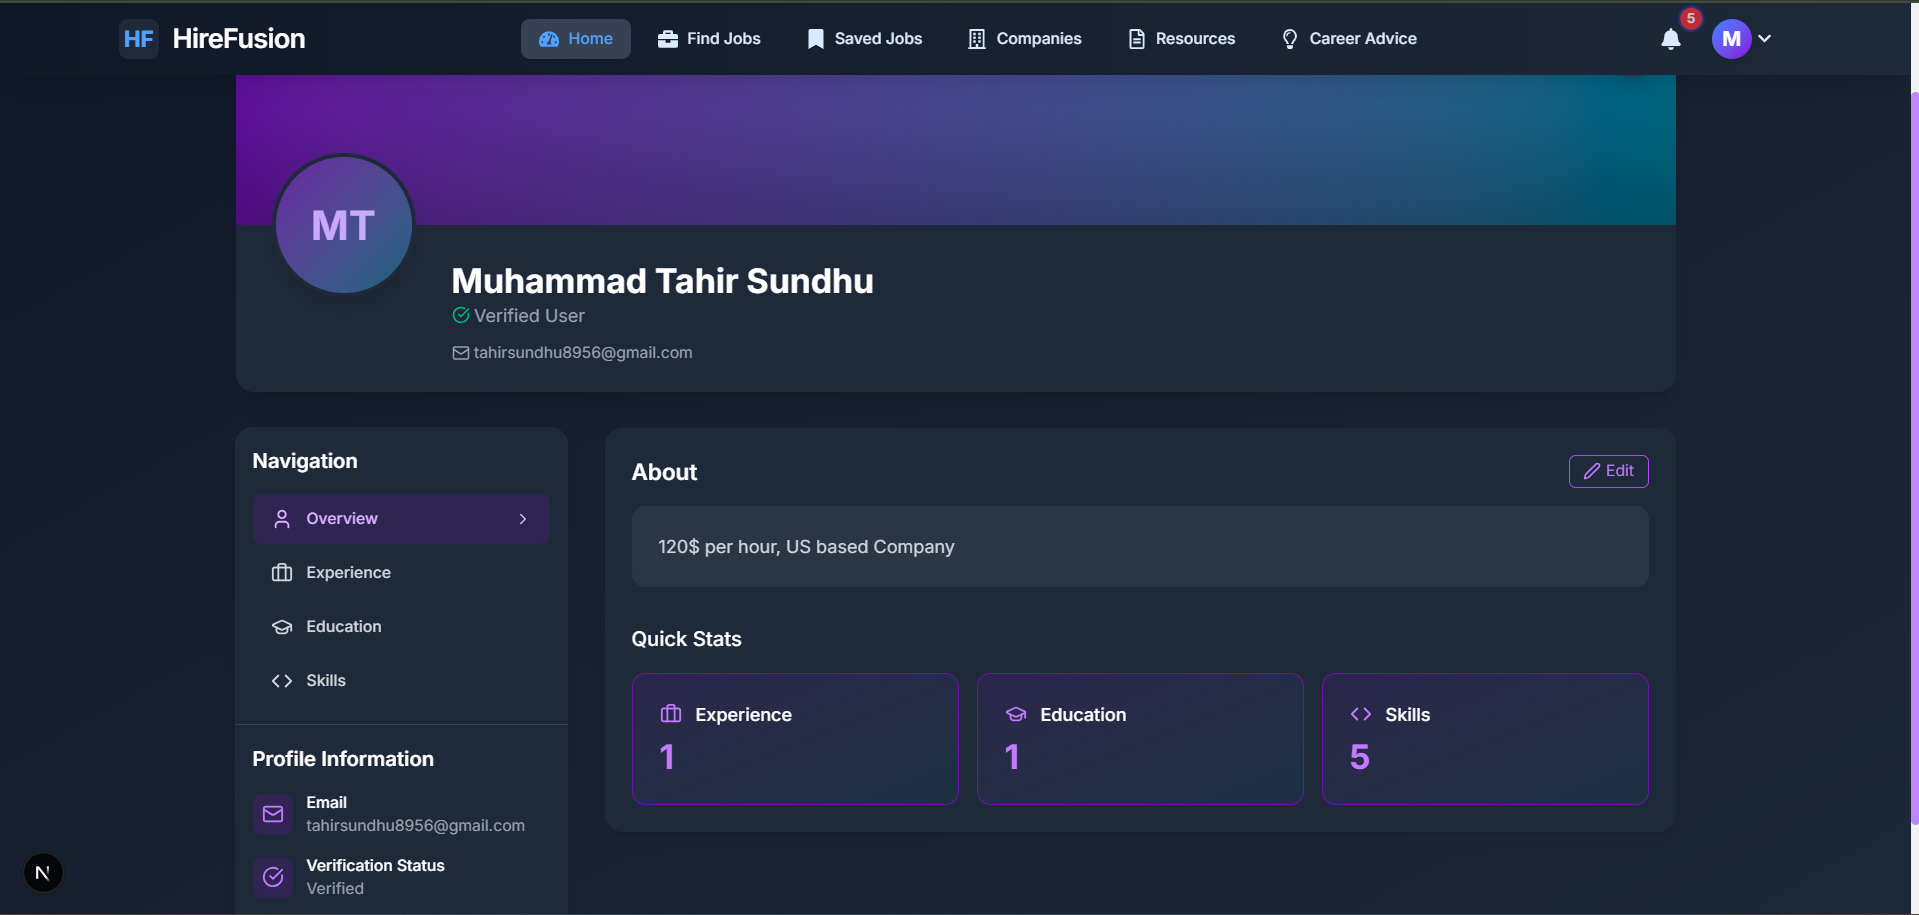 HF HireFusion Home Find Jobs Saved Jobs Companies Resources Career Advice 5 M
MT
Muhammad Tahir Sundhu
Verified User
tahirsundhu8956@gmail.com
Navigation
Overview
Experience
Education
Skills
Profile Information
Email
tahirsundhu8956@gmail.com
Verification Status
Verified
About
Edit
120$ per hour, US based Company
Quick Stats
Experience
1
Education
1
Skills
5
N